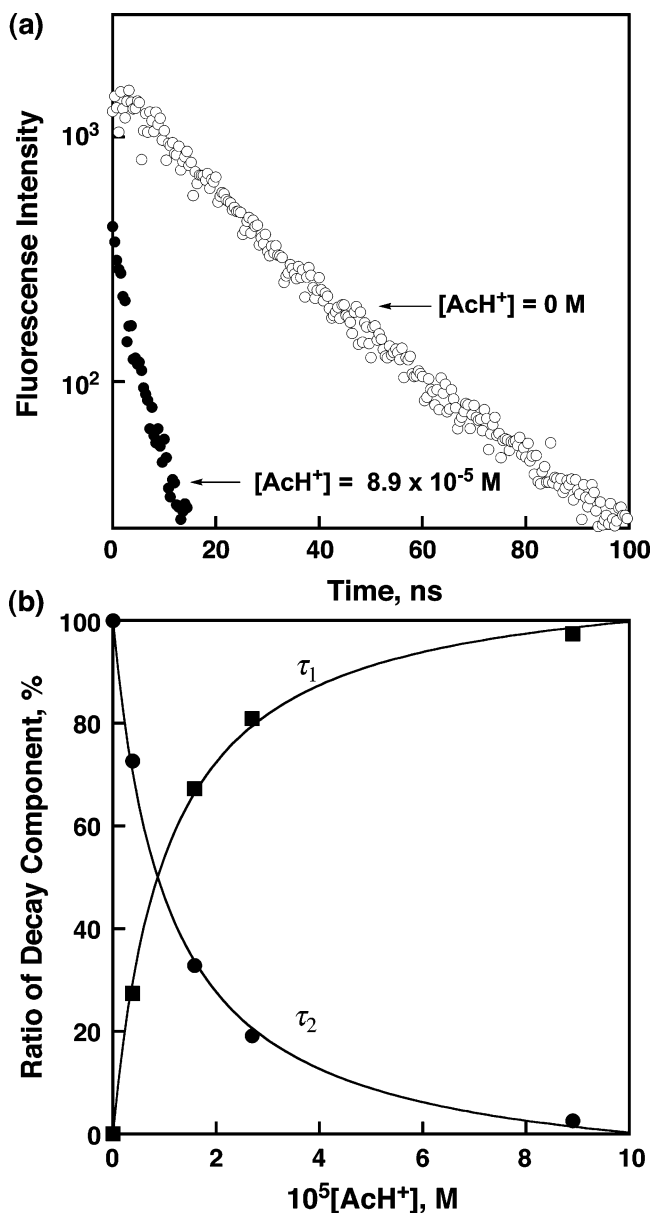 (a)
10³
10²
Fluorescense Intensity
[AcH⁺] = 0 M
[AcH⁺] = 8.9 x 10⁻⁵ M
0 20 40 60 80 100
Time, ns
(b)
100
80
60
40
20
0
Ratio of Decay Component, %
τ₁
τ₂
0 2 4 6 8 10
10⁵[AcH⁺], M